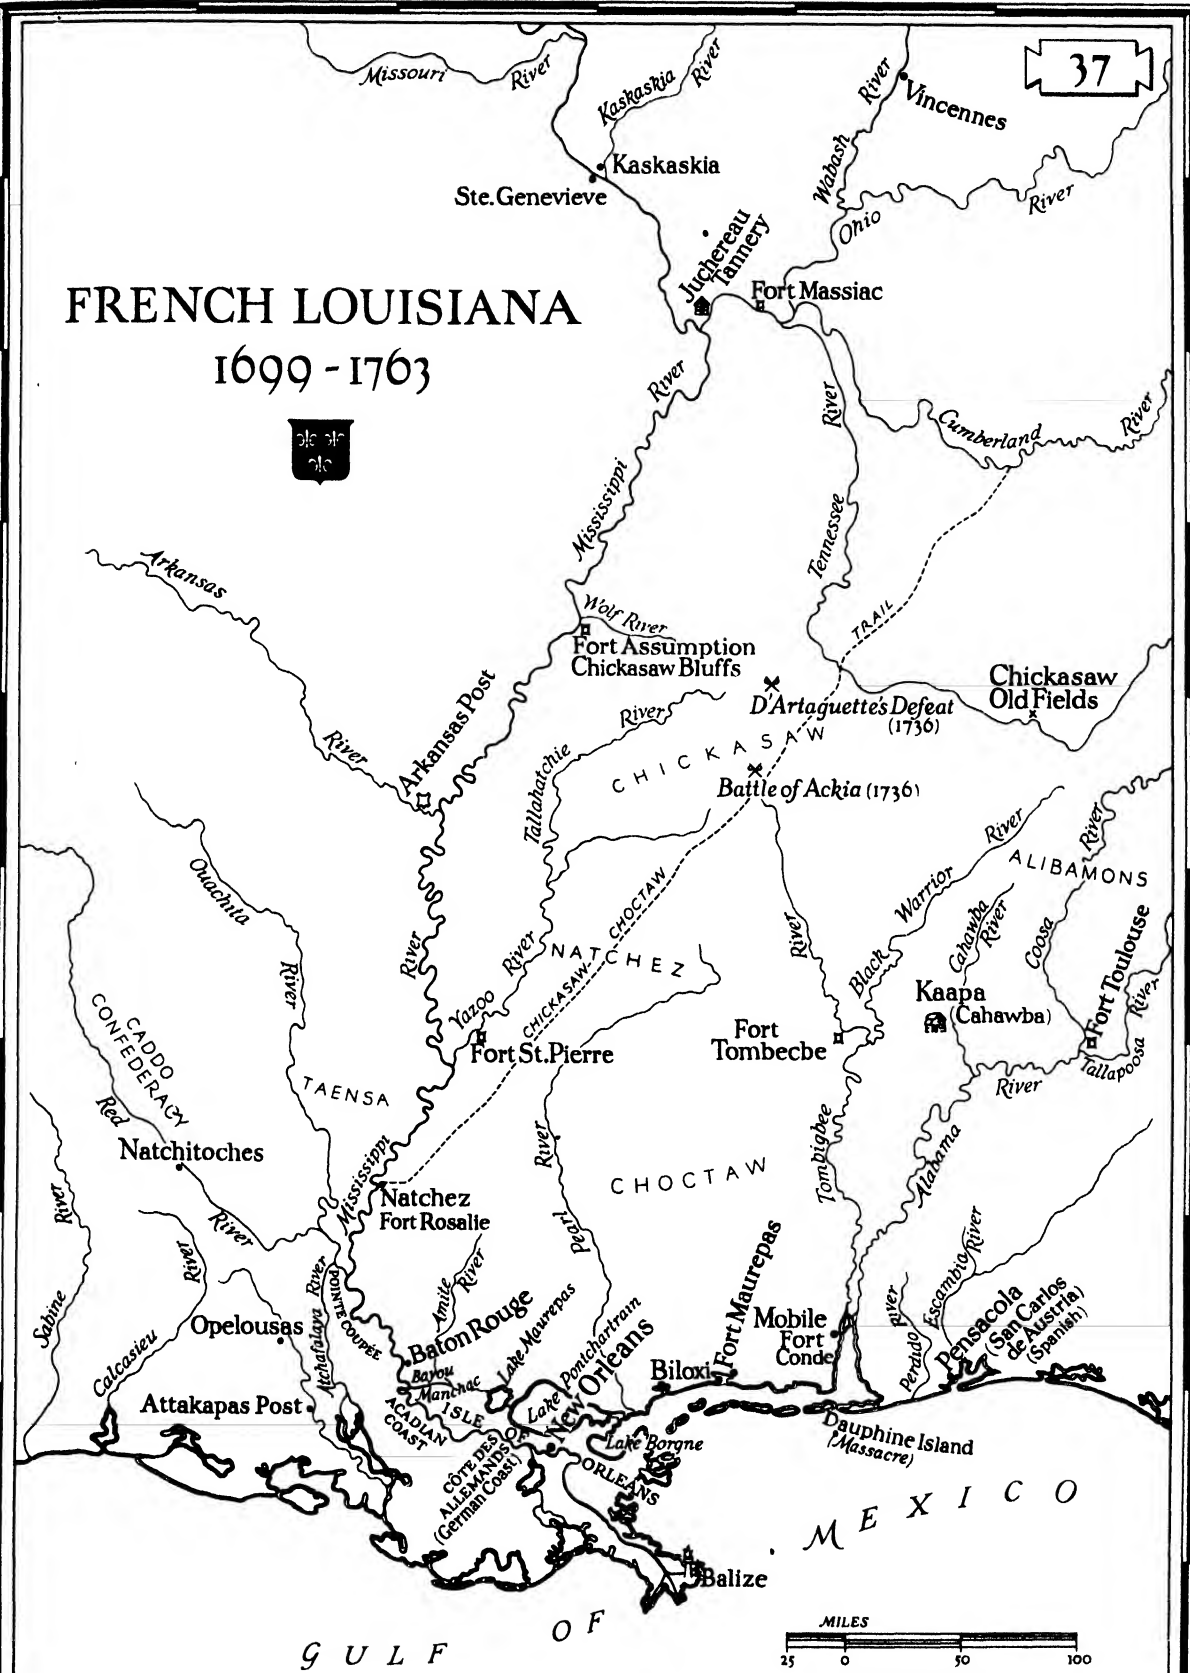 37
Missouri River
Kaskaskia River
Wabash River
Vincennes
Kaskaskia
Ste. Genevieve
Ohio River
Juchereau
Tannery
Fort Massiac
FRENCH LOUISIANA
1699 - 1763
Mississippi River
Tennessee River
Cumberland River
Arkansas River
Wolf River
TRAIL
Fort Assumption
Chickasaw Bluffs
Chickasaw
Old Fields
D'Artaguette's Defeat
(1736)
Arkansas Post
Tallahatchie River
CHICKASAW
Battle of Ackia (1736)
Ouachita River
River
CHOCTAW
CHICKASAW
Black Warrior River
ALIBAMONS
Cahawba
River
Coosa River
Fort Toulouse
Tallapoosa River
NATCHEZ
Yazoo River
Kaapa
(Cahawba)
Fort
Tombecbe
Fort St. Pierre
CADDO
CONFEDERACY
TAENSA
Red River
Natchitoches
Mississippi
River
Natchez
Fort Rosalie
Pearl River
CHOCTAW
Tombigbee
Alabama River
Sabine River
Calcasieu River
Opelousas
Atchafalaya River
POINTE COUPÉE
Amite
River
Baton Rouge
Bayou
Manchac
Lake Maurepas
Lake Pontchartrain
New Orleans
Biloxi
Fort Maurepas
Mobile
Fort
Conde
Perdido River
Escambia River
Pensacola
(San Carlos
de Austria)
(Spanish)
Attakapas Post
ACADIAN
COAST
ISLE OF ORLEANS
CÔTE DES
ALLEMANDS
(German Coast)
Lake Borgne
Dauphine Island
(Massacre)
Balize
GULF OF MEXICO
MILES
25 0 50 100